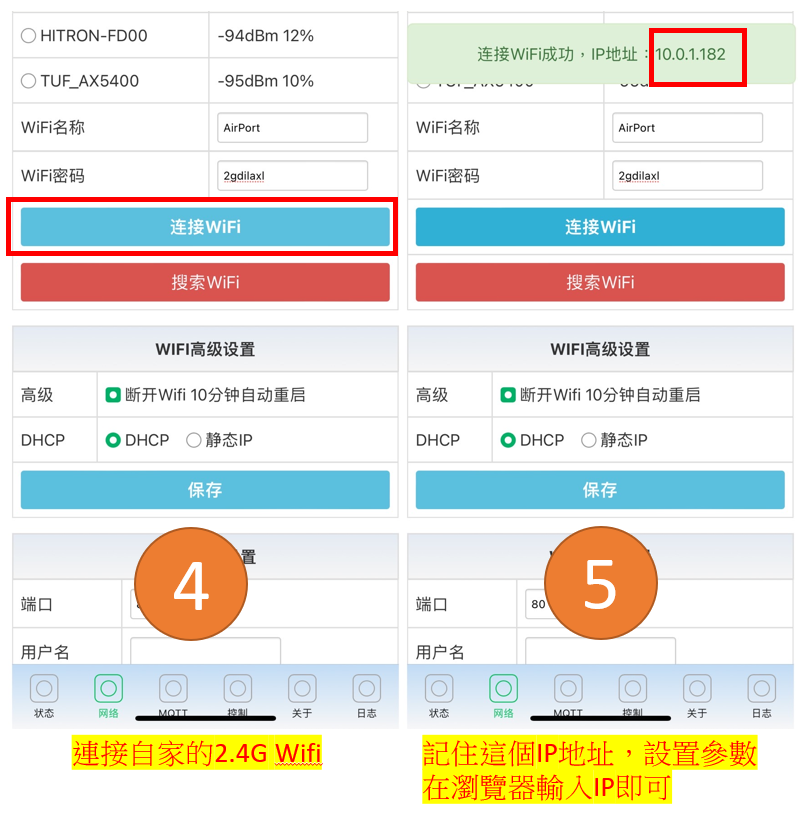 HITRON-FD00 -94dBm 12%
TUF_AX5400 -95dBm 10%
WiFi名称 AirPort
WiFi密码 2gdilaxl
连接WiFi
搜索WiFi
WIFI高级设置
高级 断开Wifi 10分钟自动重启
DHCP DHCP 静态IP
保存
置
4
端口
用户名
状态 网络 MQTT 控制 关于 日志
連接自家的2.4G Wifi
连接WiFi成功，IP地址：10.0.1.182
WiFi名称 AirPort
WiFi密码 2gdilaxl
连接WiFi
搜索WiFi
WIFI高级设置
高级 断开Wifi 10分钟自动重启
DHCP DHCP 静态IP
保存
5
端口 80
用户名
状态 网络 MQTT 控制 关于 日志
記住這個IP地址，設置參數
在瀏覽器輸入IP即可